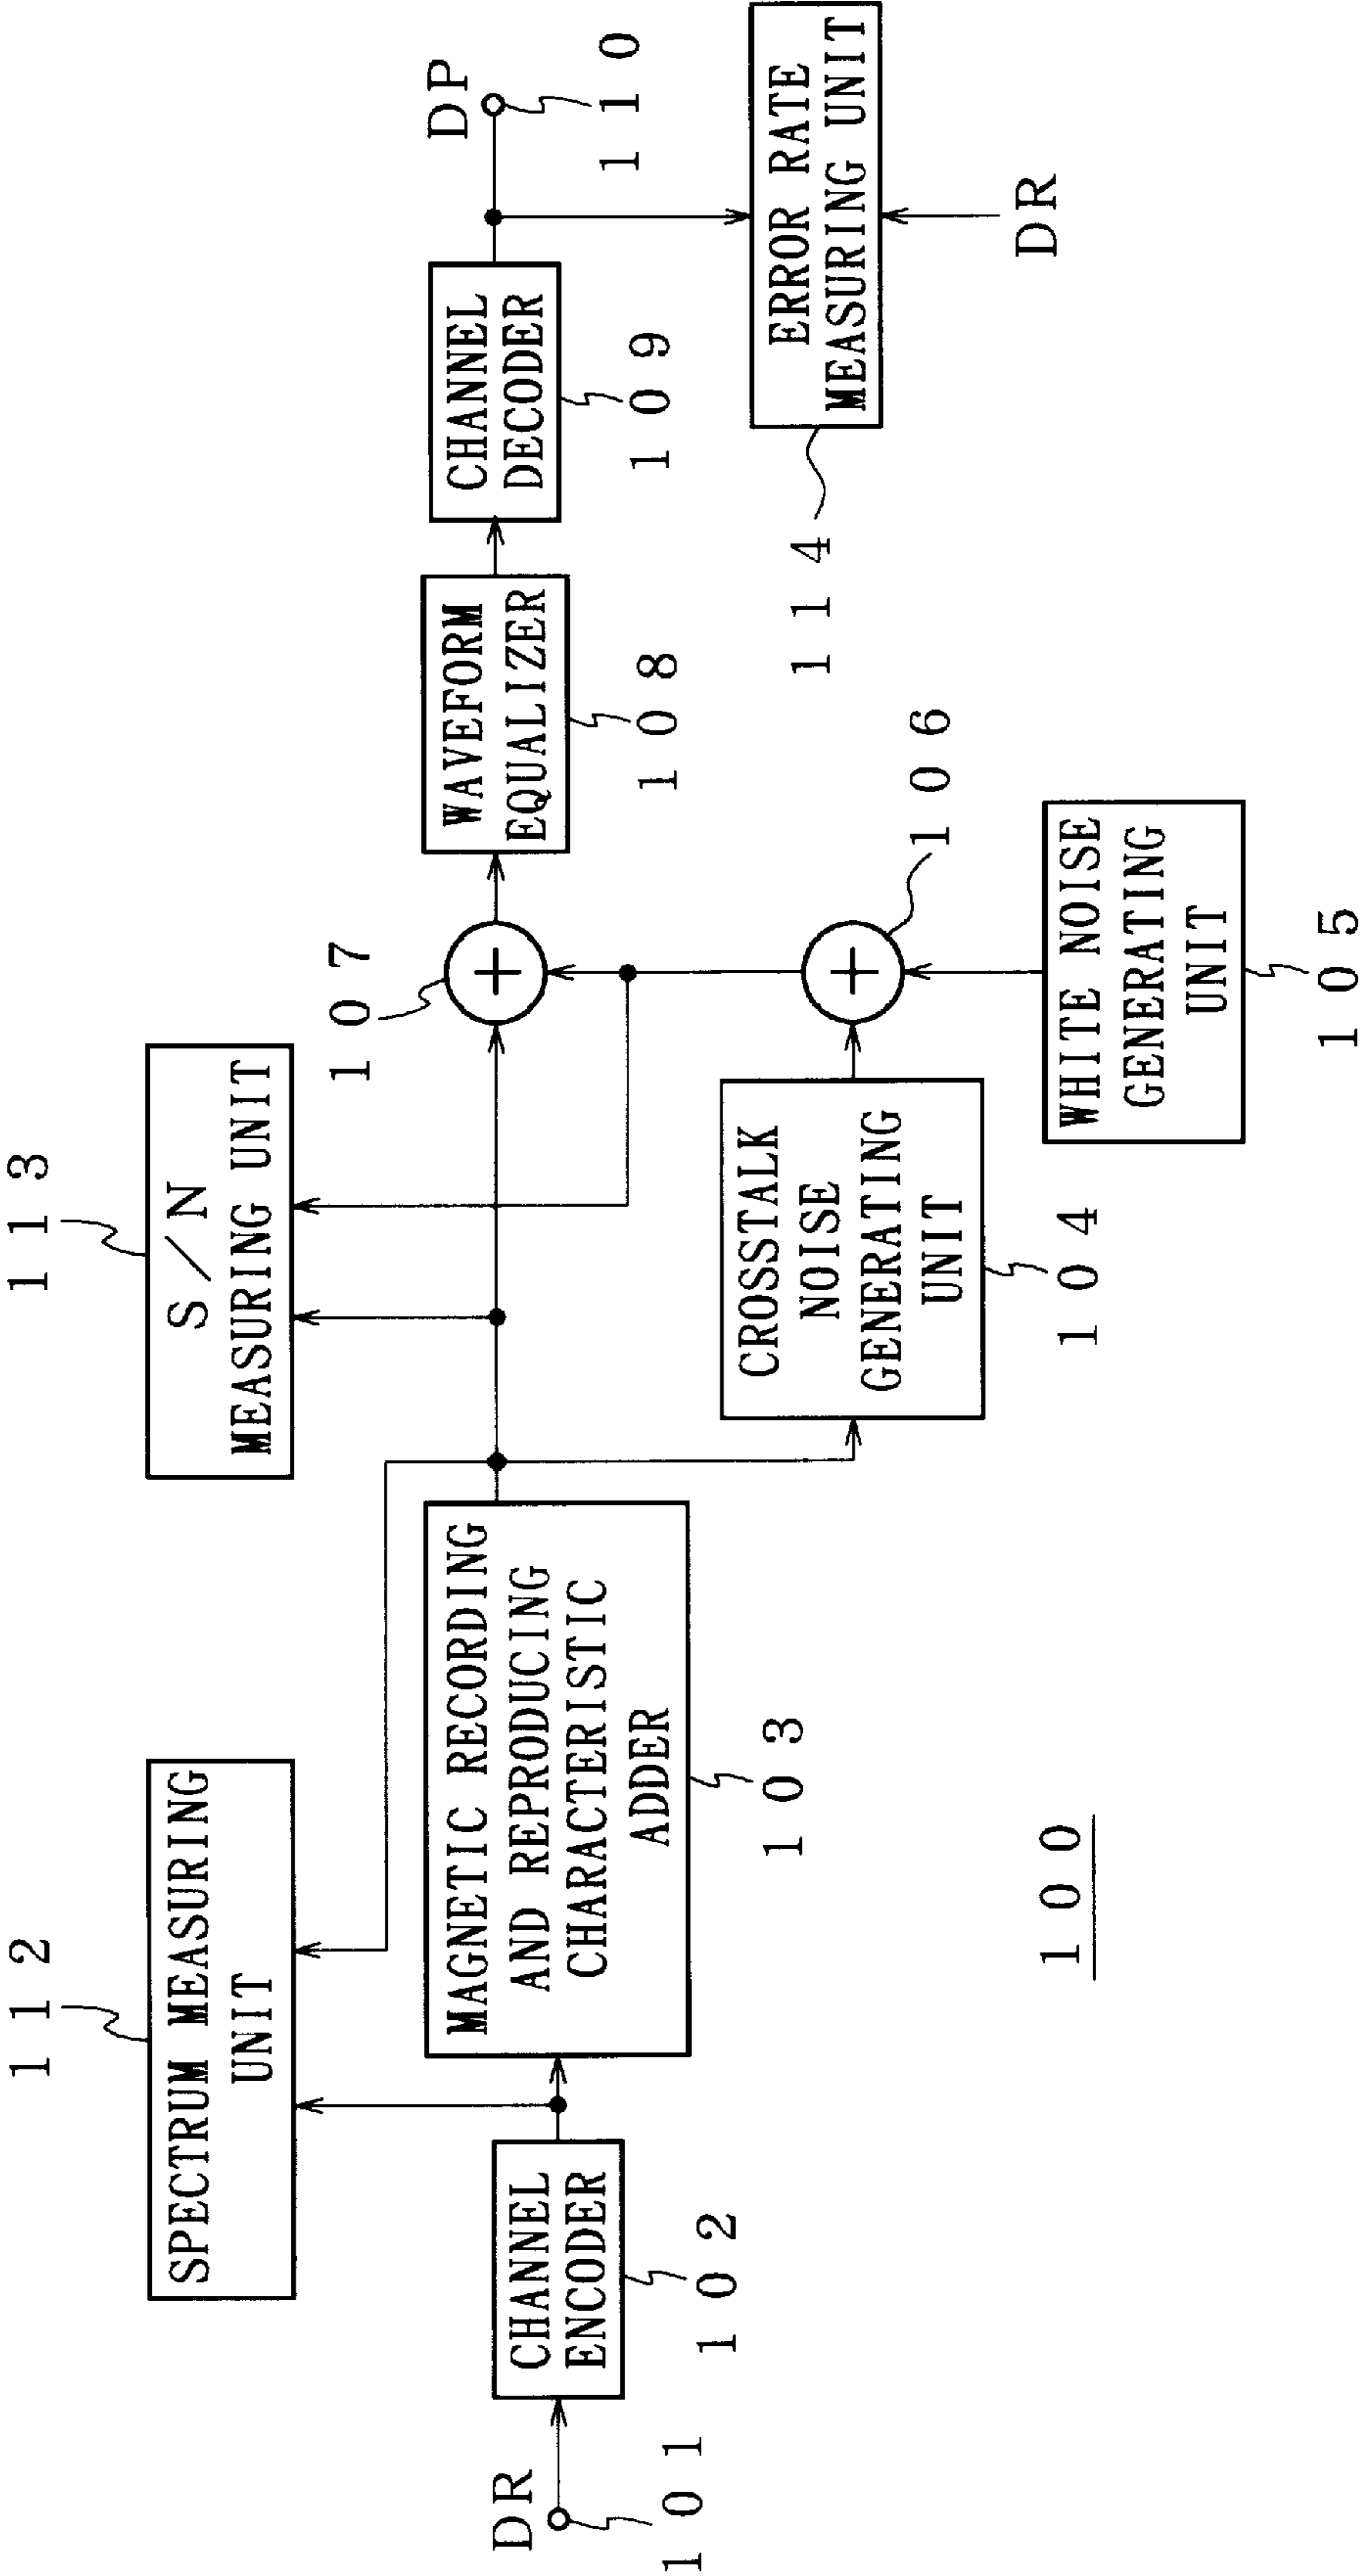 112
SPECTRUM MEASURING
UNIT
113
S/N
MEASURING UNIT
DR
101
CHANNEL
ENCODER
102
MAGNETIC RECORDING
AND REPRODUCING
CHARACTERISTIC
ADDER
103
107
WAVEFORM
EQUALIZER
108
CHANNEL
DECODER
109
DP
110
CROSSTALK
NOISE
GENERATING
UNIT
104
106
WHITE NOISE
GENERATING
UNIT
105
ERROR RATE
MEASURING UNIT
114
DR
100